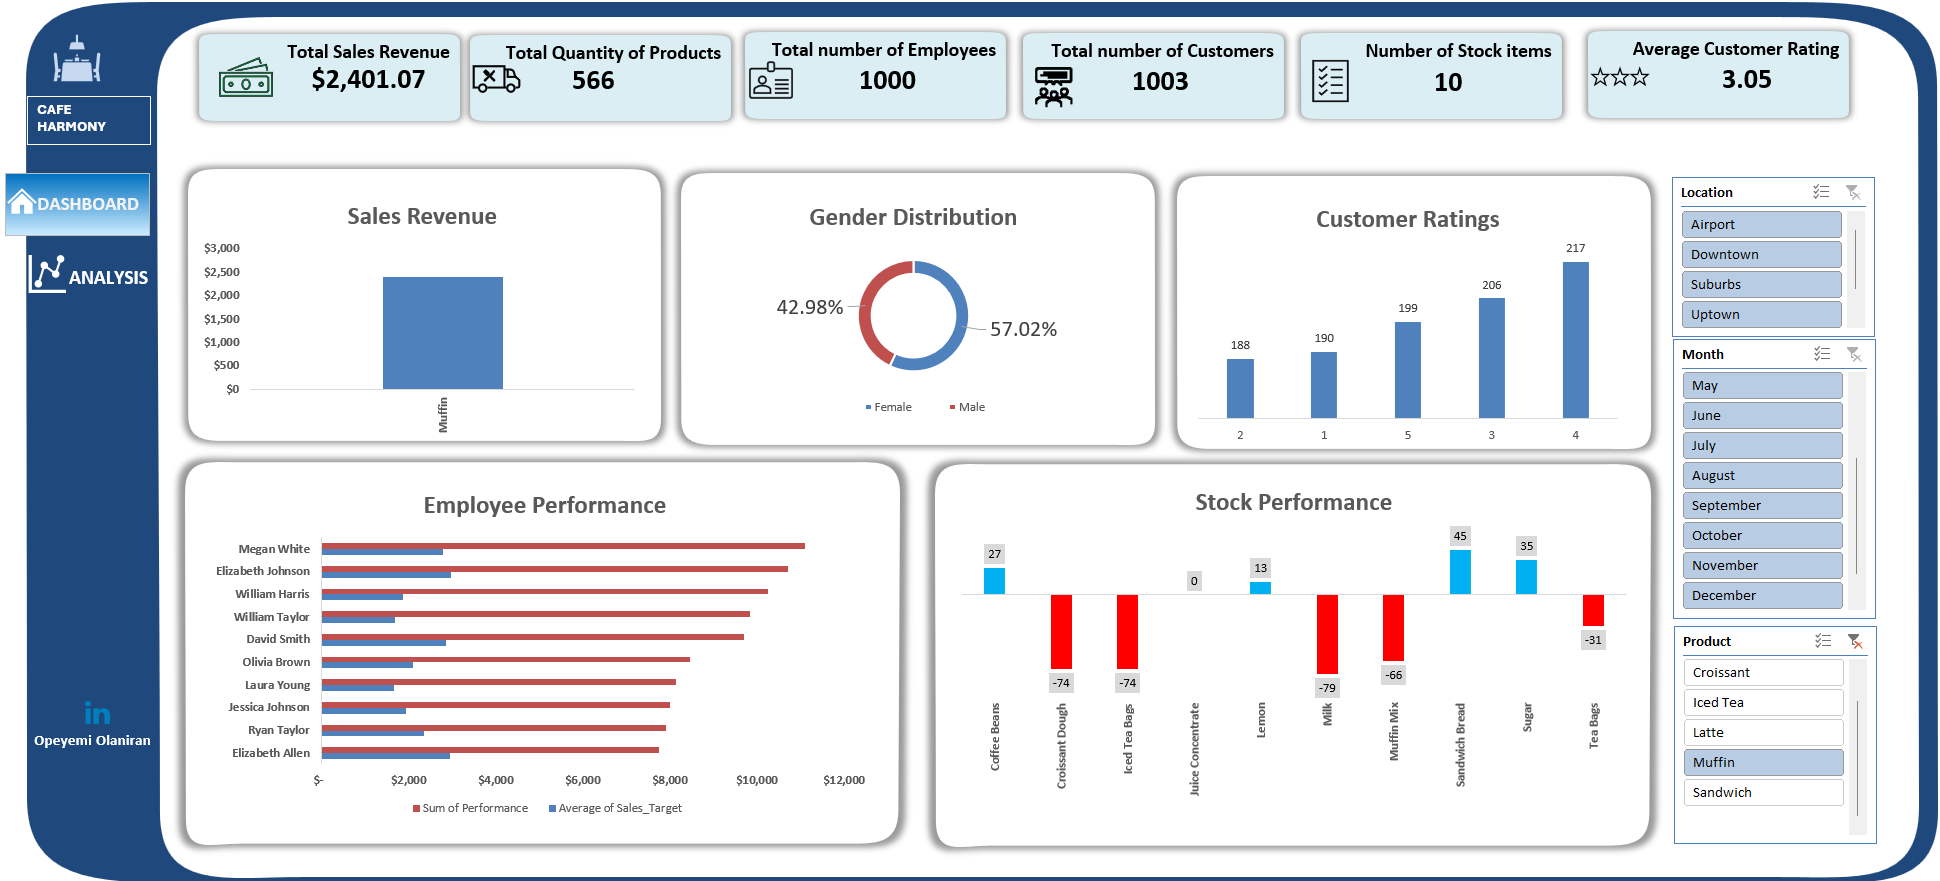 CAFE
HARMONY
DASHBOARD
ANALYSIS
in
Opeyemi Olaniran
Total Sales Revenue
$2,401.07
Total Quantity of Products
566
Total number of Employees
1000
Total number of Customers
1003
Number of Stock items
10
Average Customer Rating
3.05
Sales Revenue
$3,000
$2,500
$2,000
$1,500
$1,000
$500
$0
Muffin
Gender Distribution
42.98%
57.02%
Female Male
Customer Ratings
188 190 199 206 217
2 1 5 3 4
Employee Performance
Megan White
Elizabeth Johnson
William Harris
William Taylor
David Smith
Olivia Brown
Laura Young
Jessica Johnson
Ryan Taylor
Elizabeth Allen
$- $2,000 $4,000 $6,000 $8,000 $10,000 $12,000
Sum of Performance Average of Sales_Target
Stock Performance
27 -74 -74 0 13 -79 -66 45 35 -31
Coffee Beans
Croissant Dough
Iced Tea Bags
Juice Concentrate
Lemon
Milk
Muffin Mix
Sandwich Bread
Sugar
Tea Bags
Location
Airport
Downtown
Suburbs
Uptown
Month
May
June
July
August
September
October
November
December
Product
Croissant
Iced Tea
Latte
Muffin
Sandwich